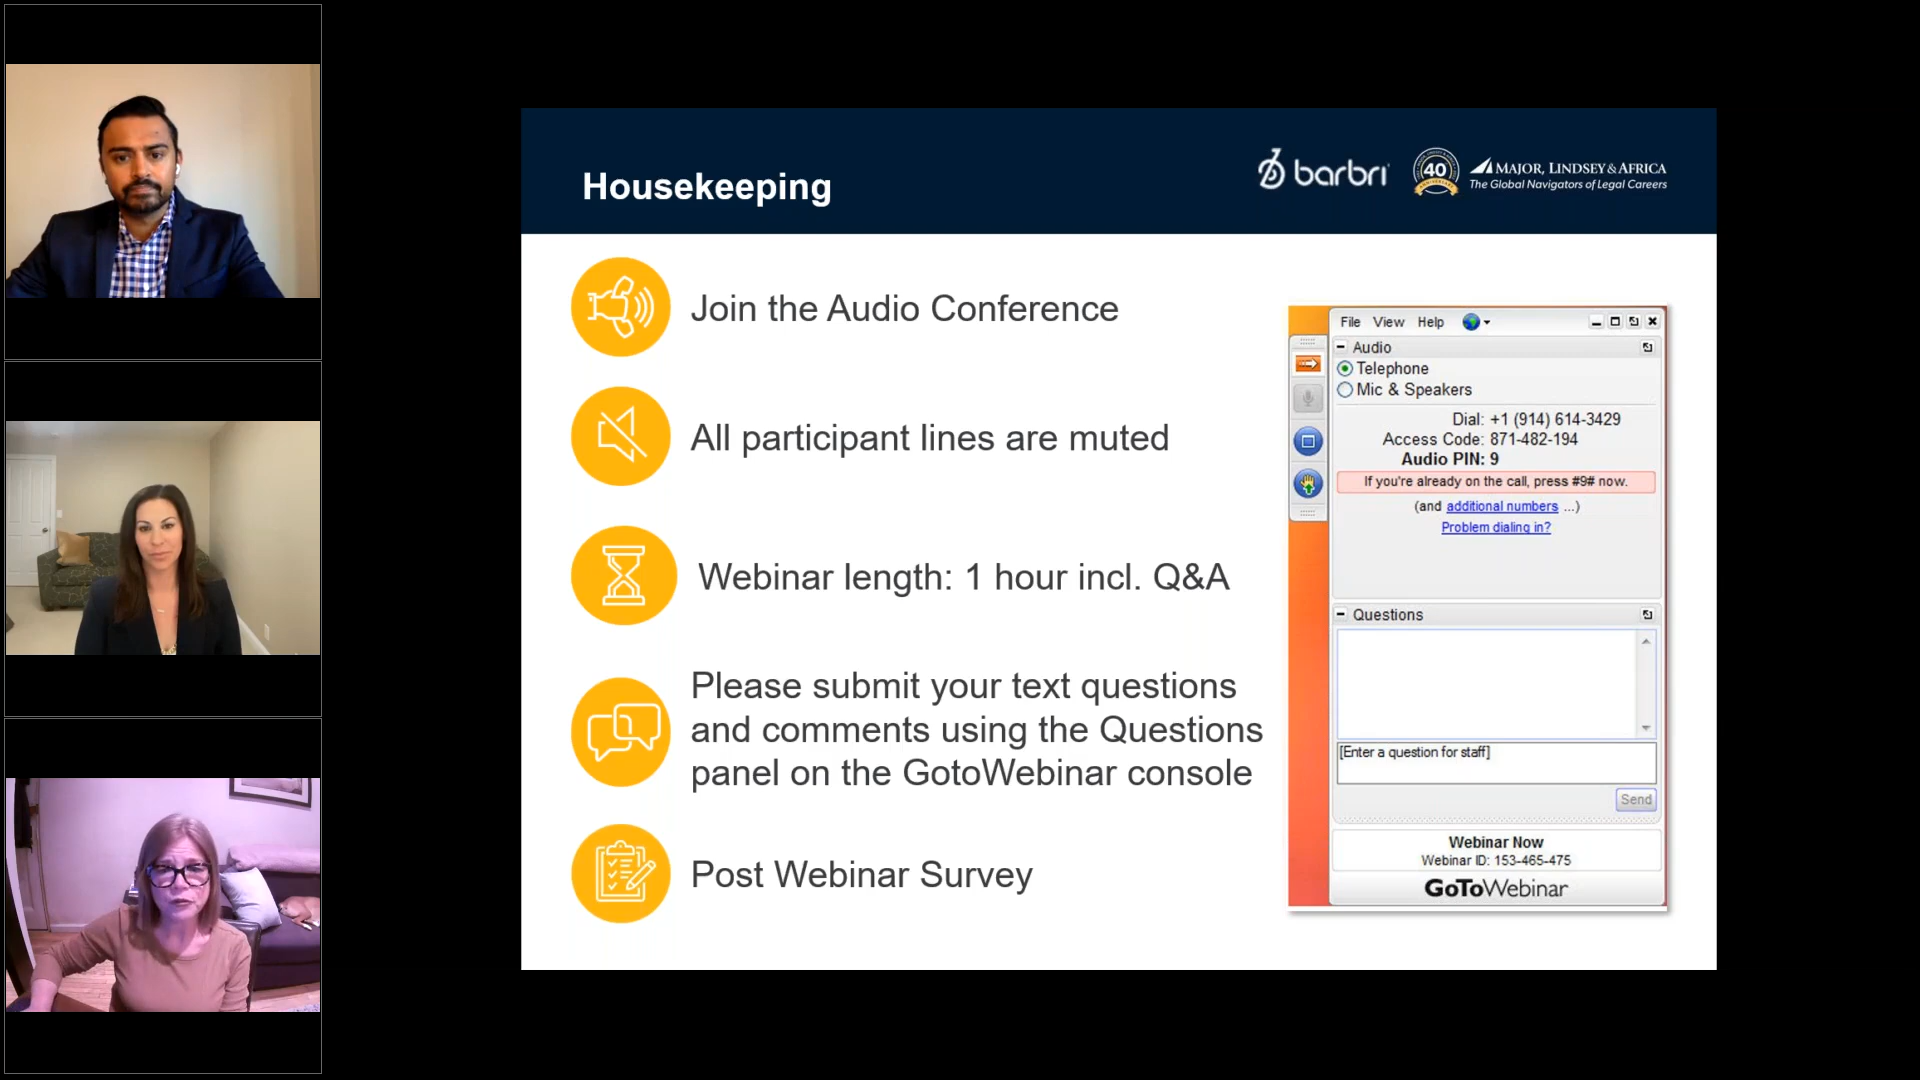 Housekeeping
barbri
40
MAJOR, LINDSEY & AFRICA
The Global Navigators of Legal Careers
Join the Audio Conference
All participant lines are muted
Webinar length: 1 hour incl. Q&A
Please submit your text questions
and comments using the Questions
panel on the GotoWebinar console
Post Webinar Survey
File View Help
Audio
Telephone
Mic & Speakers
Dial: +1 (914) 614-3429
Access Code: 871-482-194
Audio PIN: 9
If you're already on the call, press #9# now.
(and additional numbers ...)
Problem dialing in?
Questions
[Enter a question for staff]
Send
Webinar Now
Webinar ID: 153-465-475
GoToWebinar